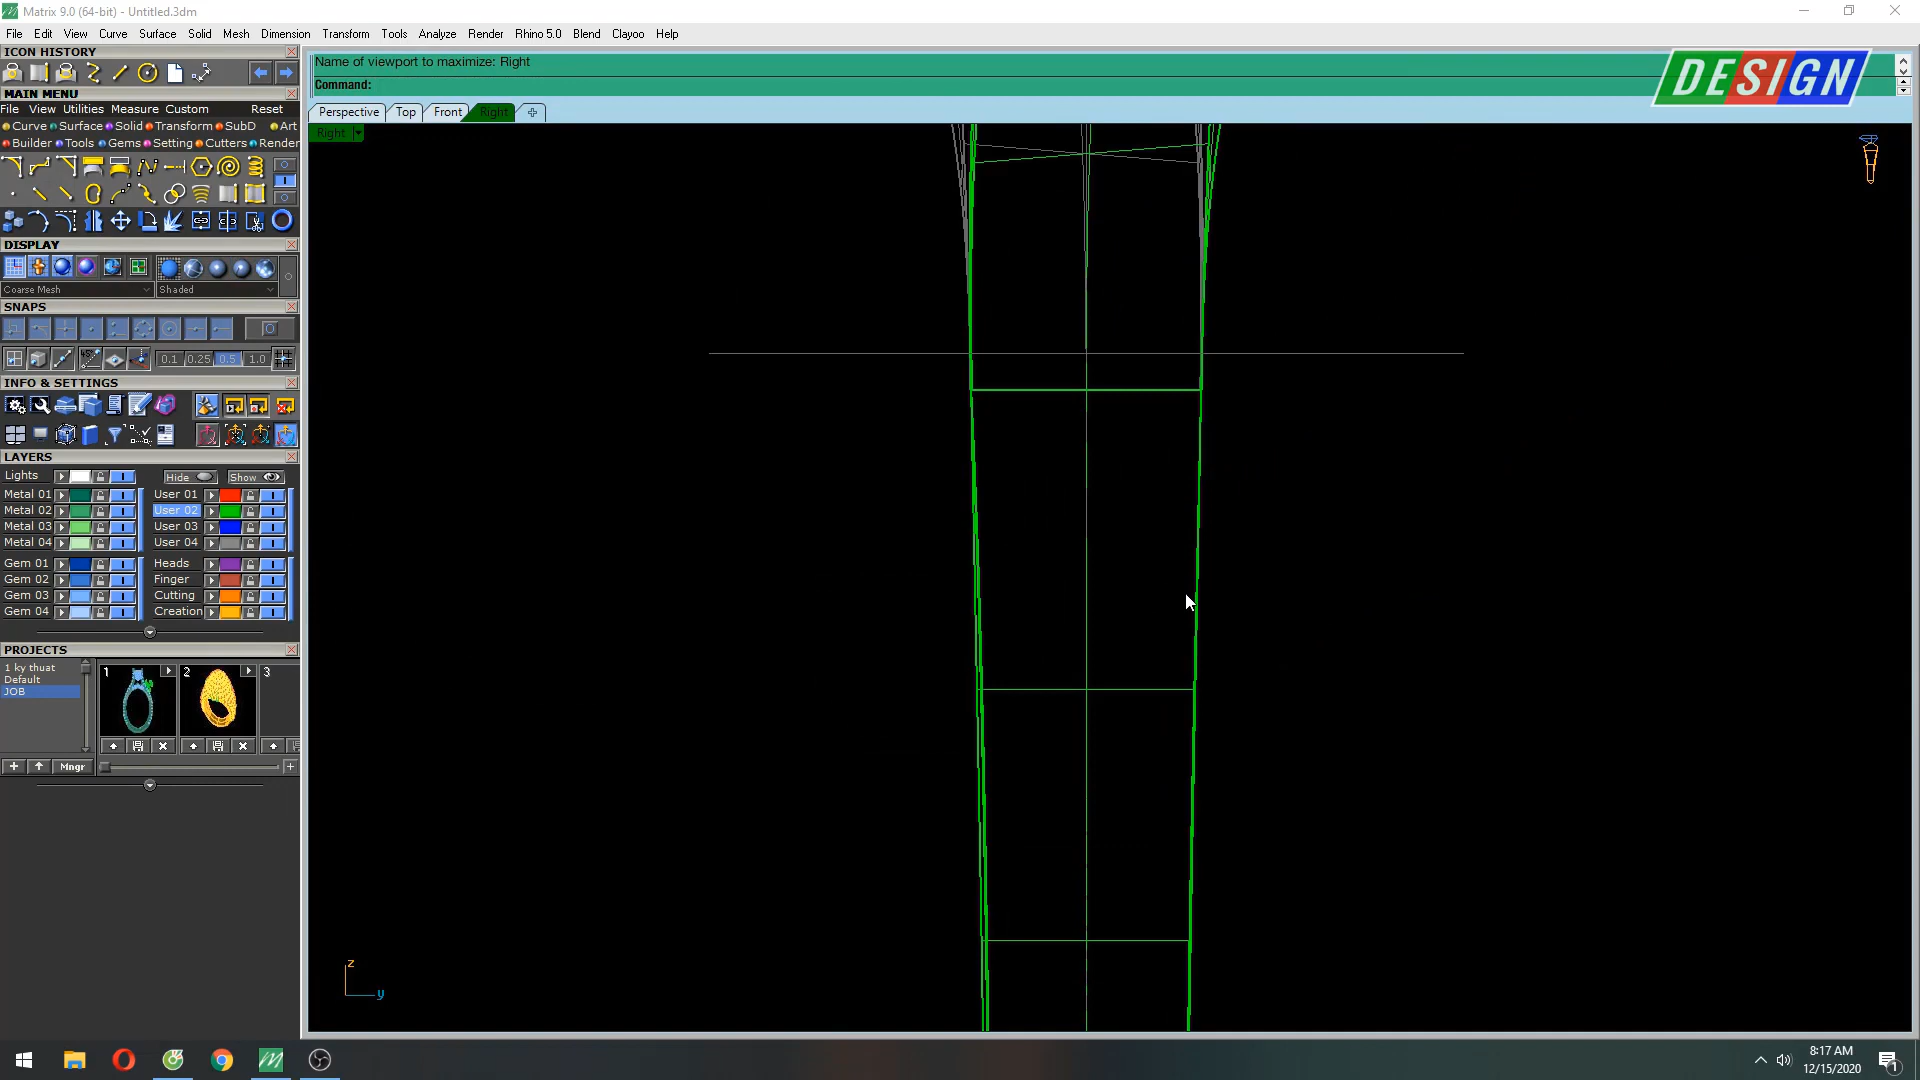 Matrix 9.0 (64-bit) - Untitled.3dm
File Edit View Curve Surface Solid Mesh Dimension Transform Tools Analyze Render Rhino 5.0 Blend Clayoo Help
ICON HISTORY
Name of viewport to maximize: Right
Command:
DESIGN
MAIN MENU
File View Utilities Measure Custom Reset
Perspective Top Front Right
Curve Surface Solid Transform SubD Art
Right
Builder Tools Gems Setting Cutters Render
DISPLAY
Coarse Mesh Shaded
SNAPS
0.1 0.25 0.5 1.0
INFO & SETTINGS
LAYERS
Lights Hide Show
Metal 01 User 01
Metal 02 User 02
Metal 03 User 03
Metal 04 User 04
Gem 01 Heads
Gem 02 Finger
Gem 03 Cutting
Gem 04 Creation
PROJECTS
1 ky thuat
Default
JOB
1 2 3
Mngr
z
y
8:17 AM
12/15/2020
1